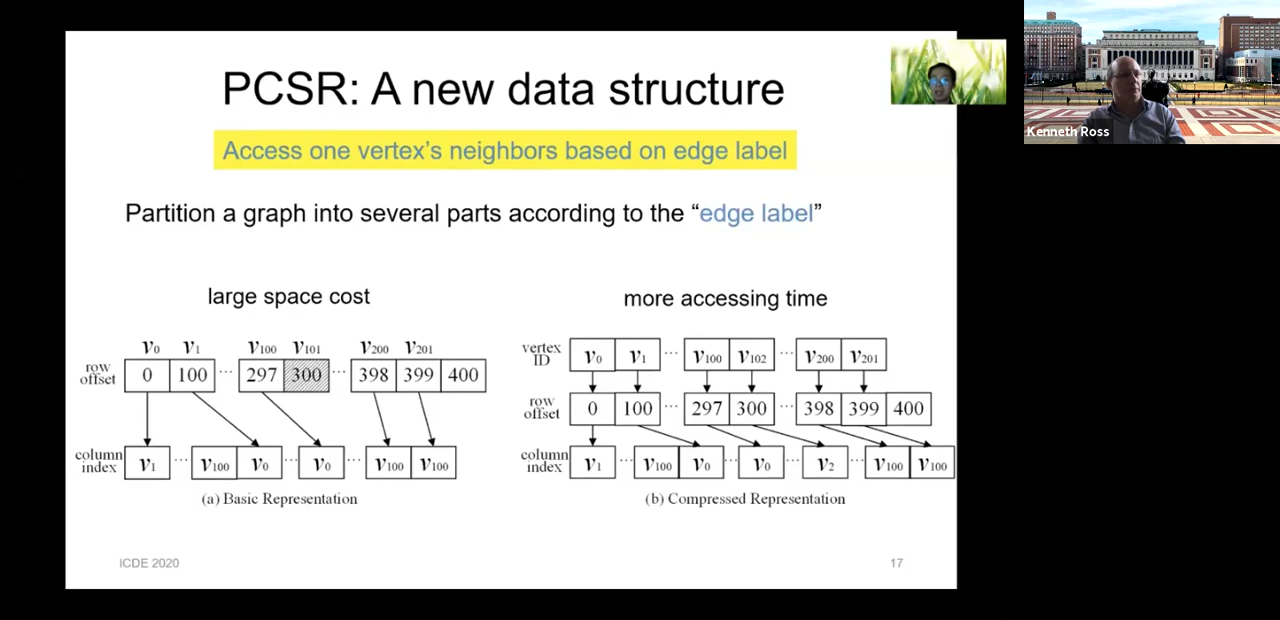 PCSR: A new data structure
Access one vertex's neighbors based on edge label
Partition a graph into several parts according to the “edge label”
large space cost
v0 v1 v100 v101 v200 v201
row offset 0 100 ... 297 300 ... 398 399 400
column index v1 ... v100 v0 ... v0 ... v100 v100
(a) Basic Representation
more accessing time
vertex ID v0 v1 ... v100 v102 ... v200 v201
row offset 0 100 ... 297 300 ... 398 399 400
column index v1 ... v100 v0 ... v0 ... v2 ... v100 v100
(b) Compressed Representation
ICDE 2020
17
Kenneth Ross